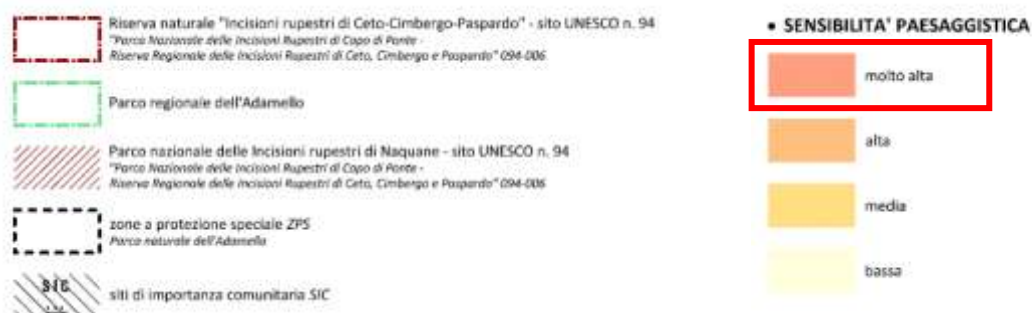 Riserva naturale "Incisioni rupestri di Ceto-Cimbergo-Paspardo" - sito UNESCO n. 94
"Parco Nazionale delle Incisioni Rupestri di Capo di Ponte -
Riserva Regionale delle Incisioni Rupestri di Ceto, Cimbergo e Paspardo" 094-006
Parco regionale dell'Adamello
Parco nazionale delle Incisioni rupestri di Naquane - sito UNESCO n. 94
"Parco Nazionale delle Incisioni Rupestri di Capo di Ponte -
Riserva Regionale delle Incisioni Rupestri di Ceto, Cimbergo e Paspardo" 094-006
zone a protezione speciale ZPS
Parco naturale dell'Adamello
SIC
siti di importanza comunitaria SIC
• SENSIBILITA' PAESAGGISTICA
molto alta
alta
media
bassa